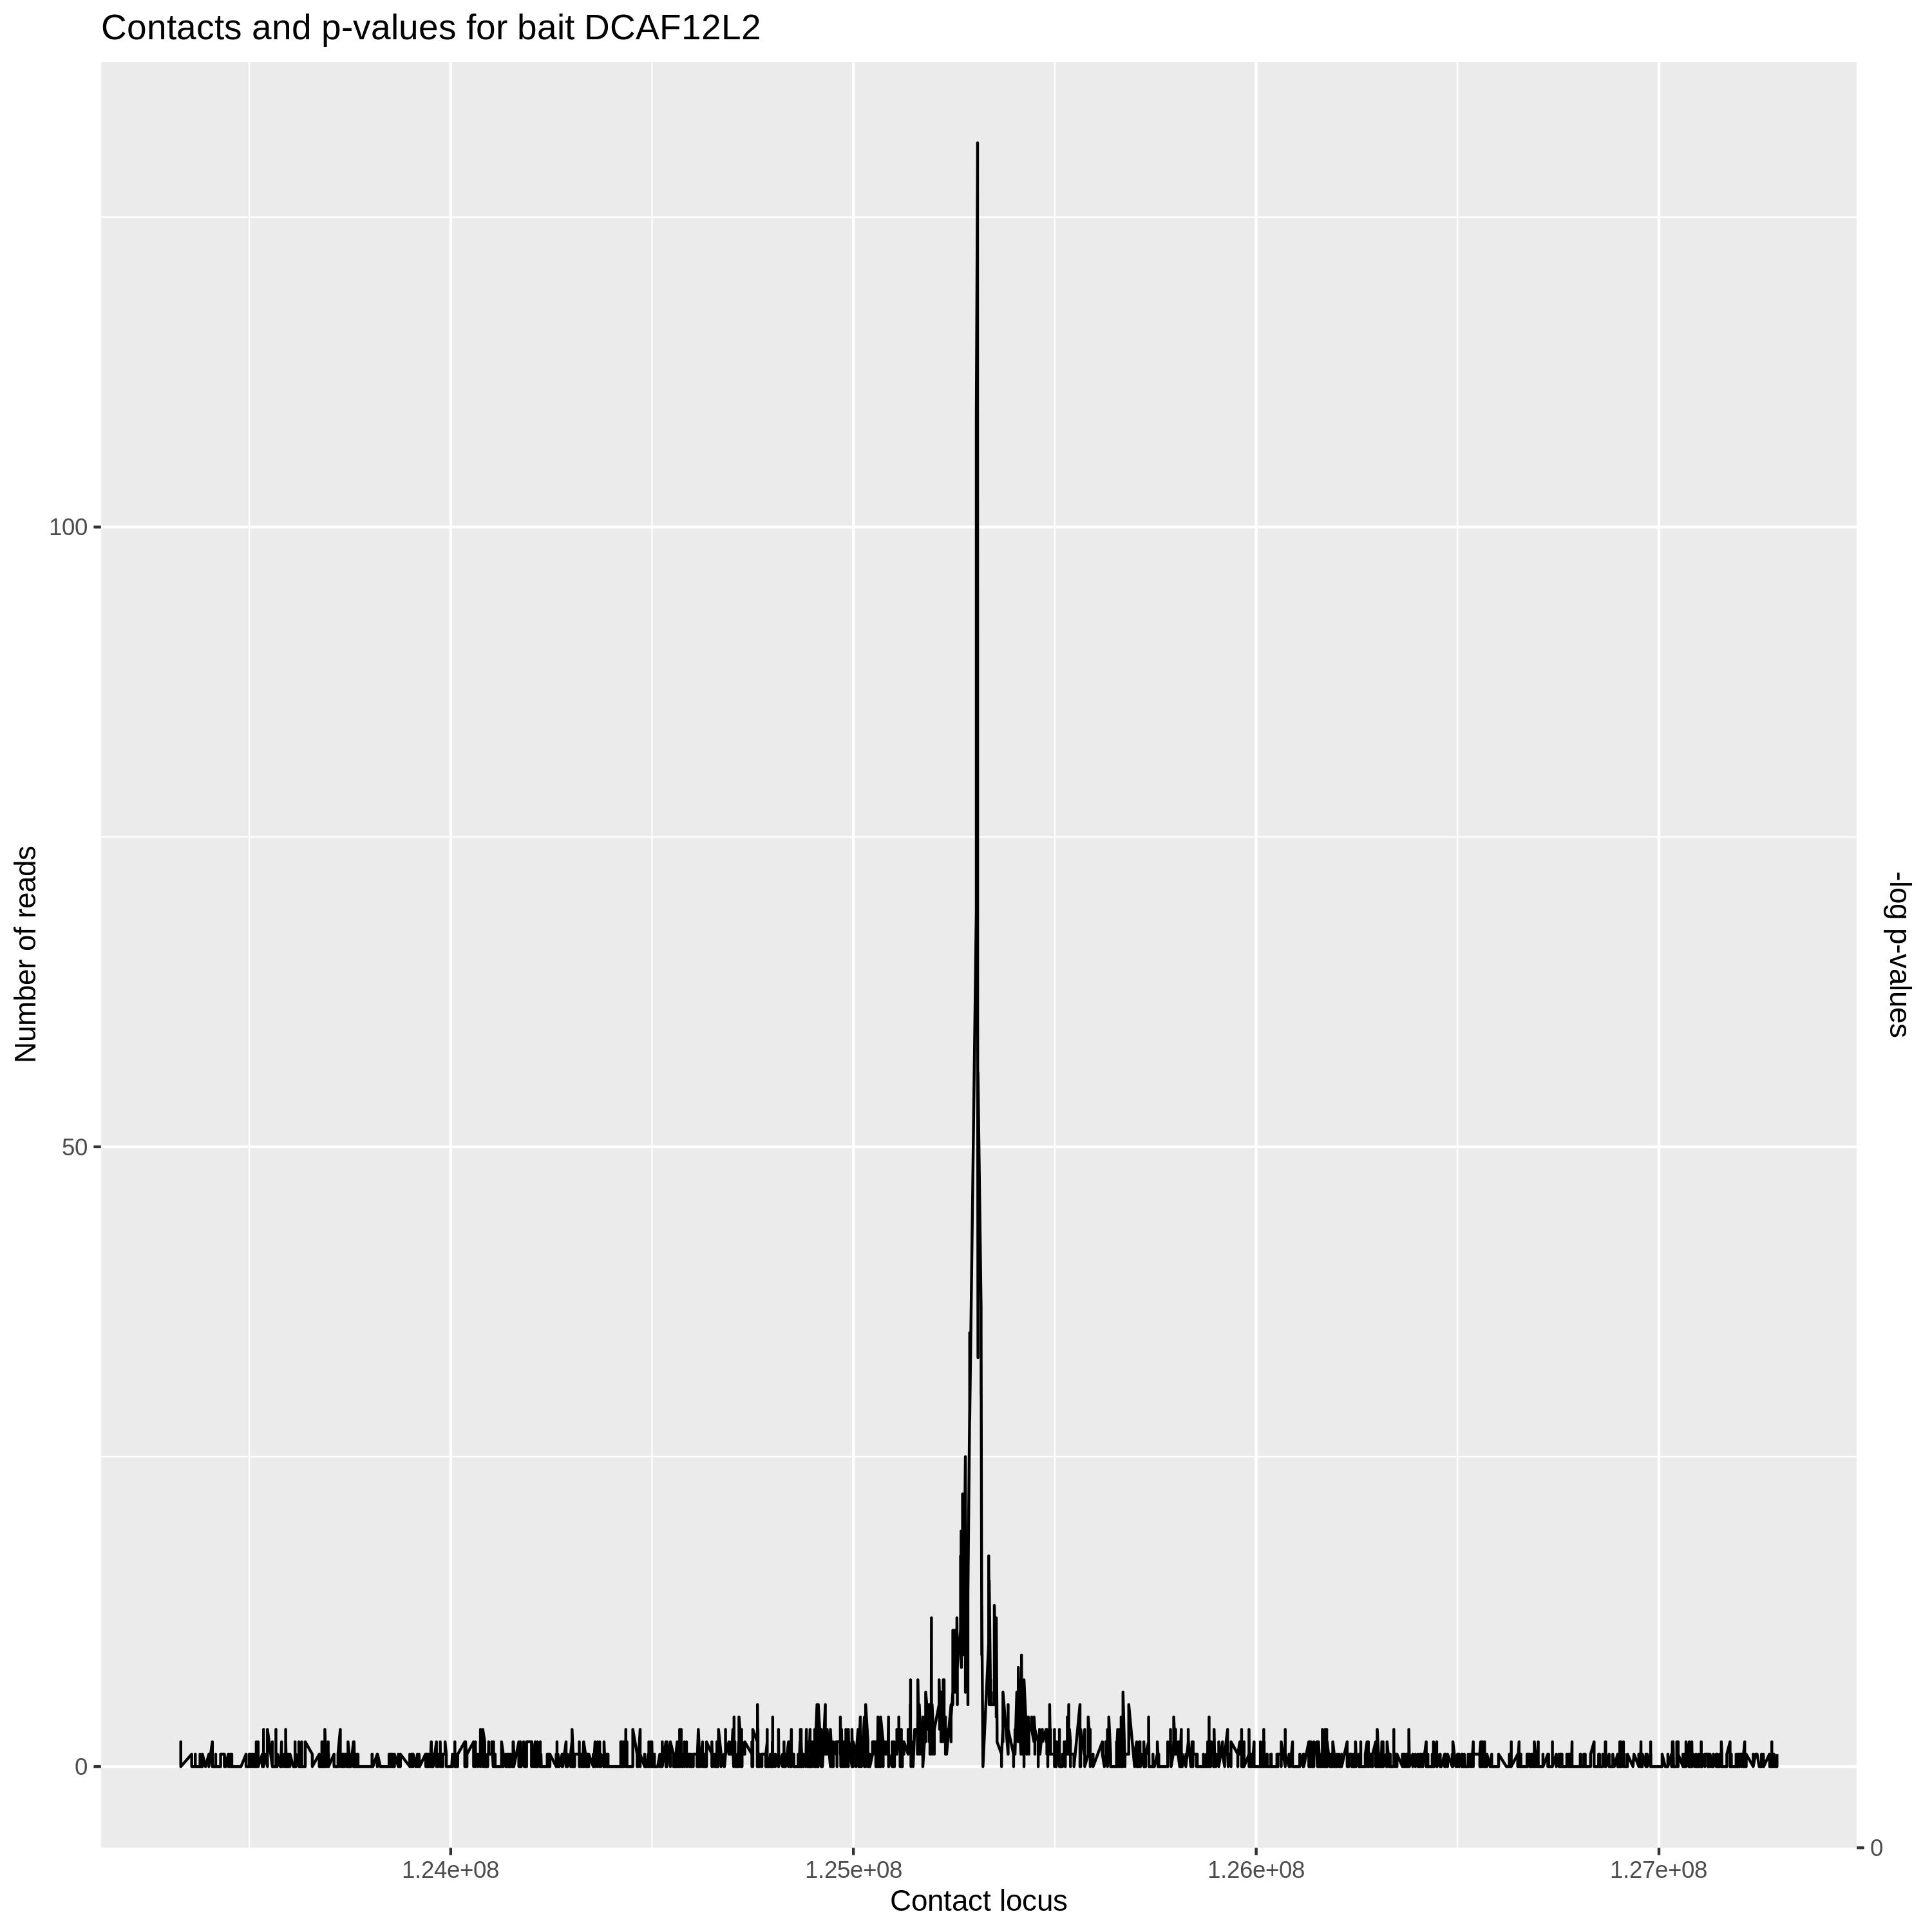 Contacts and p-values for bait DCAF12L2
Number of reads
100
50
0
-log p-values
0
1.24e+08
1.25e+08
1.26e+08
1.27e+08
Contact locus